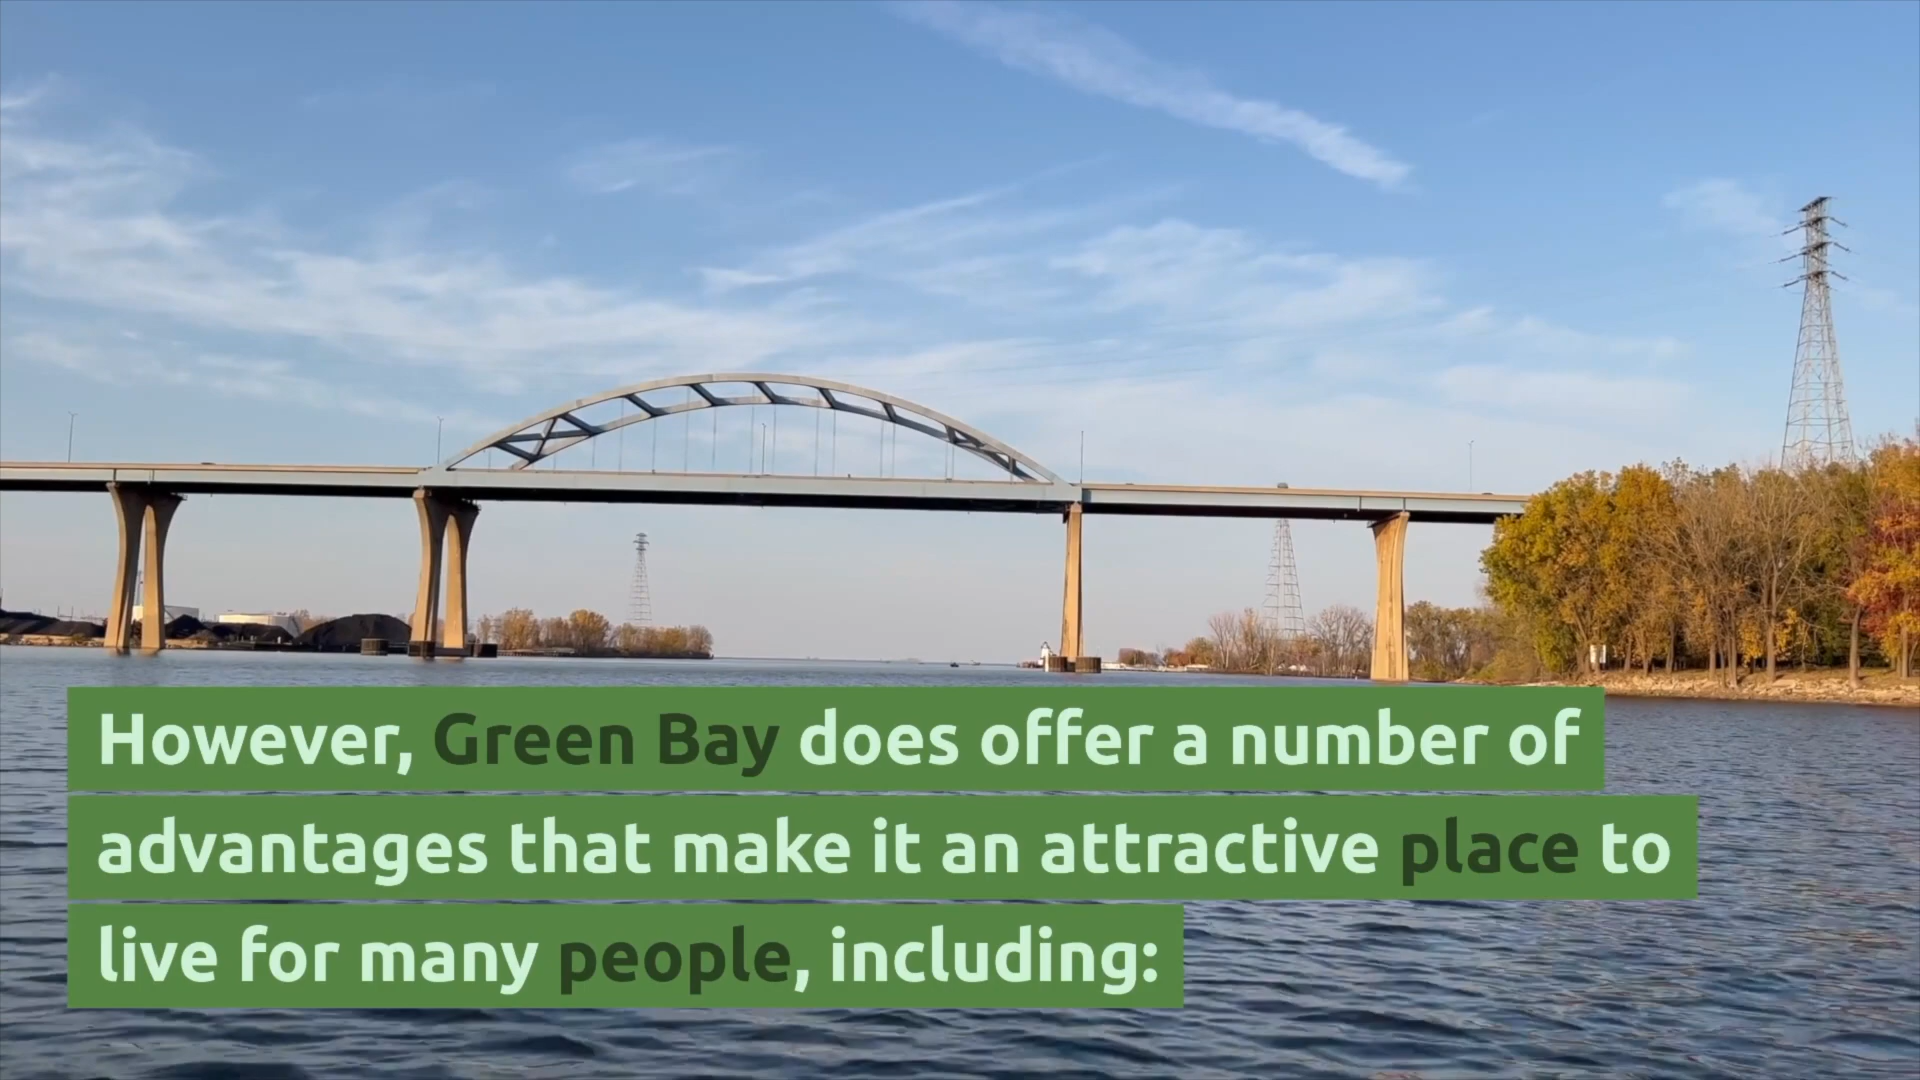 However, Green Bay does offer a number of
advantages that make it an attractive place to
live for many people, including: